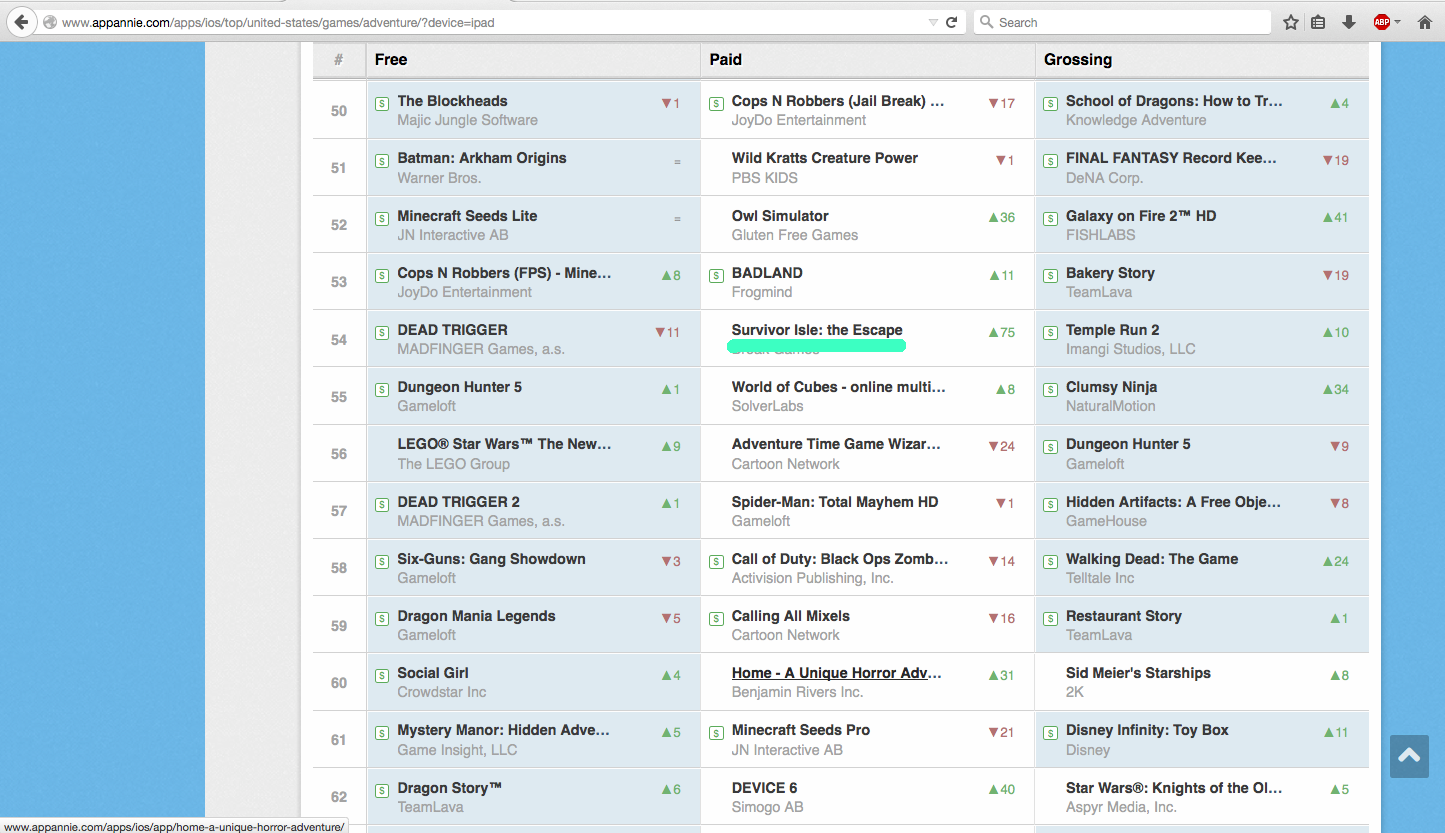 www.appannie.com/apps/ios/top/united-states/games/adventure/?device=ipad
Search
ABP
# Free Paid Grossing
50 $ The Blockheads ▼1 $ Cops N Robbers (Jail Break) ... ▼17 $ School of Dragons: How to Tr... ▲4
Majic Jungle Software JoyDo Entertainment Knowledge Adventure
51 $ Batman: Arkham Origins = Wild Kratts Creature Power ▼1 $ FINAL FANTASY Record Kee... ▼19
Warner Bros. PBS KIDS DeNA Corp.
52 $ Minecraft Seeds Lite = Owl Simulator ▲36 $ Galaxy on Fire 2™ HD ▲41
JN Interactive AB Gluten Free Games FISHLABS
53 $ Cops N Robbers (FPS) - Mine... ▲8 $ BADLAND ▲11 $ Bakery Story ▼19
JoyDo Entertainment Frogmind TeamLava
54 $ DEAD TRIGGER ▼11 Survivor Isle: the Escape ▲75 $ Temple Run 2 ▲10
MADFINGER Games, a.s. Break Games Imangi Studios, LLC
55 $ Dungeon Hunter 5 ▲1 World of Cubes - online multi... ▲8 $ Clumsy Ninja ▲34
Gameloft SolverLabs NaturalMotion
56 LEGO® Star Wars™ The New... ▲9 Adventure Time Game Wizar... ▼24 $ Dungeon Hunter 5 ▼9
The LEGO Group Cartoon Network Gameloft
57 $ DEAD TRIGGER 2 ▲1 Spider-Man: Total Mayhem HD ▼1 $ Hidden Artifacts: A Free Obje... ▼8
MADFINGER Games, a.s. Gameloft GameHouse
58 $ Six-Guns: Gang Showdown ▼3 $ Call of Duty: Black Ops Zomb... ▼14 $ Walking Dead: The Game ▲24
Gameloft Activision Publishing, Inc. Telltale Inc
59 $ Dragon Mania Legends ▼5 $ Calling All Mixels ▼16 $ Restaurant Story ▲1
Gameloft Cartoon Network TeamLava
60 $ Social Girl ▲4 Home - A Unique Horror Adv... ▲31 Sid Meier's Starships ▲8
Crowdstar Inc Benjamin Rivers Inc. 2K
61 $ Mystery Manor: Hidden Adve... ▲5 $ Minecraft Seeds Pro ▼21 $ Disney Infinity: Toy Box ▲11
Game Insight, LLC JN Interactive AB Disney
62 $ Dragon Story™ ▲6 DEVICE 6 ▲40 Star Wars®: Knights of the Ol... ▲5
TeamLava Simogo AB Aspyr Media, Inc.
www.appannie.com/apps/ios/app/home-a-unique-horror-adventure/